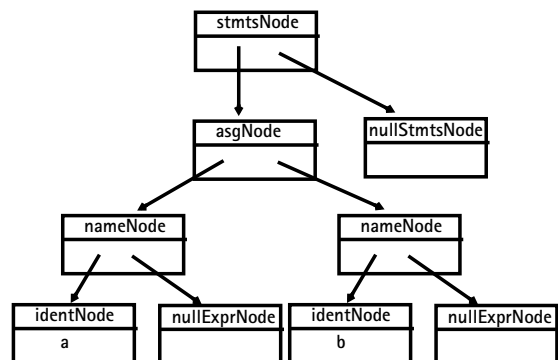 stmtsNode
asgNode
nullStmtsNode
nameNode
nameNode
identNode
nullExprNode
identNode
nullExprNode
a
b